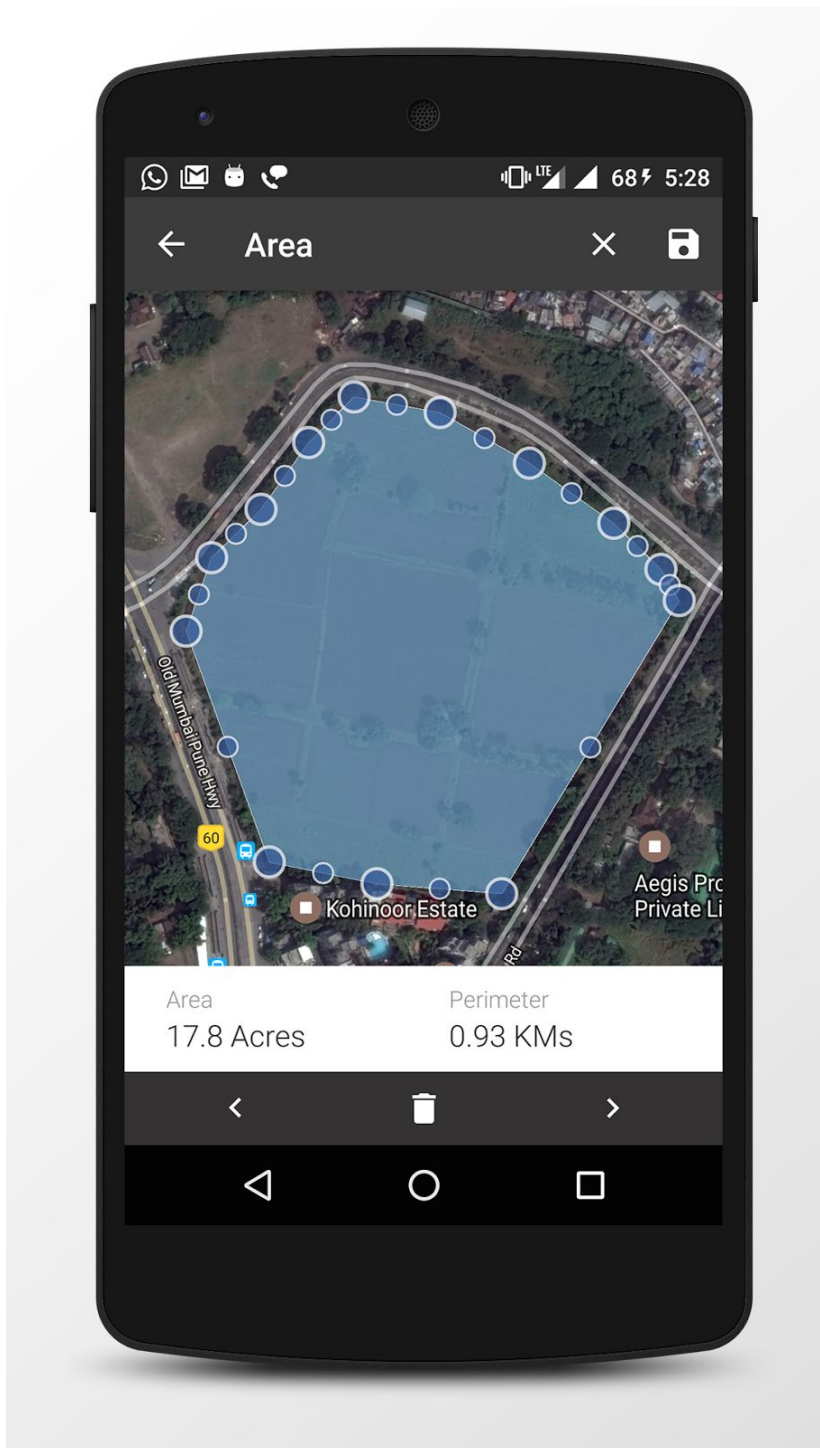 LTE
68 5:28
Area
Old Mumbai Pune Hwy
60
Aegis Pro
Private Li
Kohinoor Estate
Rd
Area
Perimeter
17.8 Acres
0.93 KMs